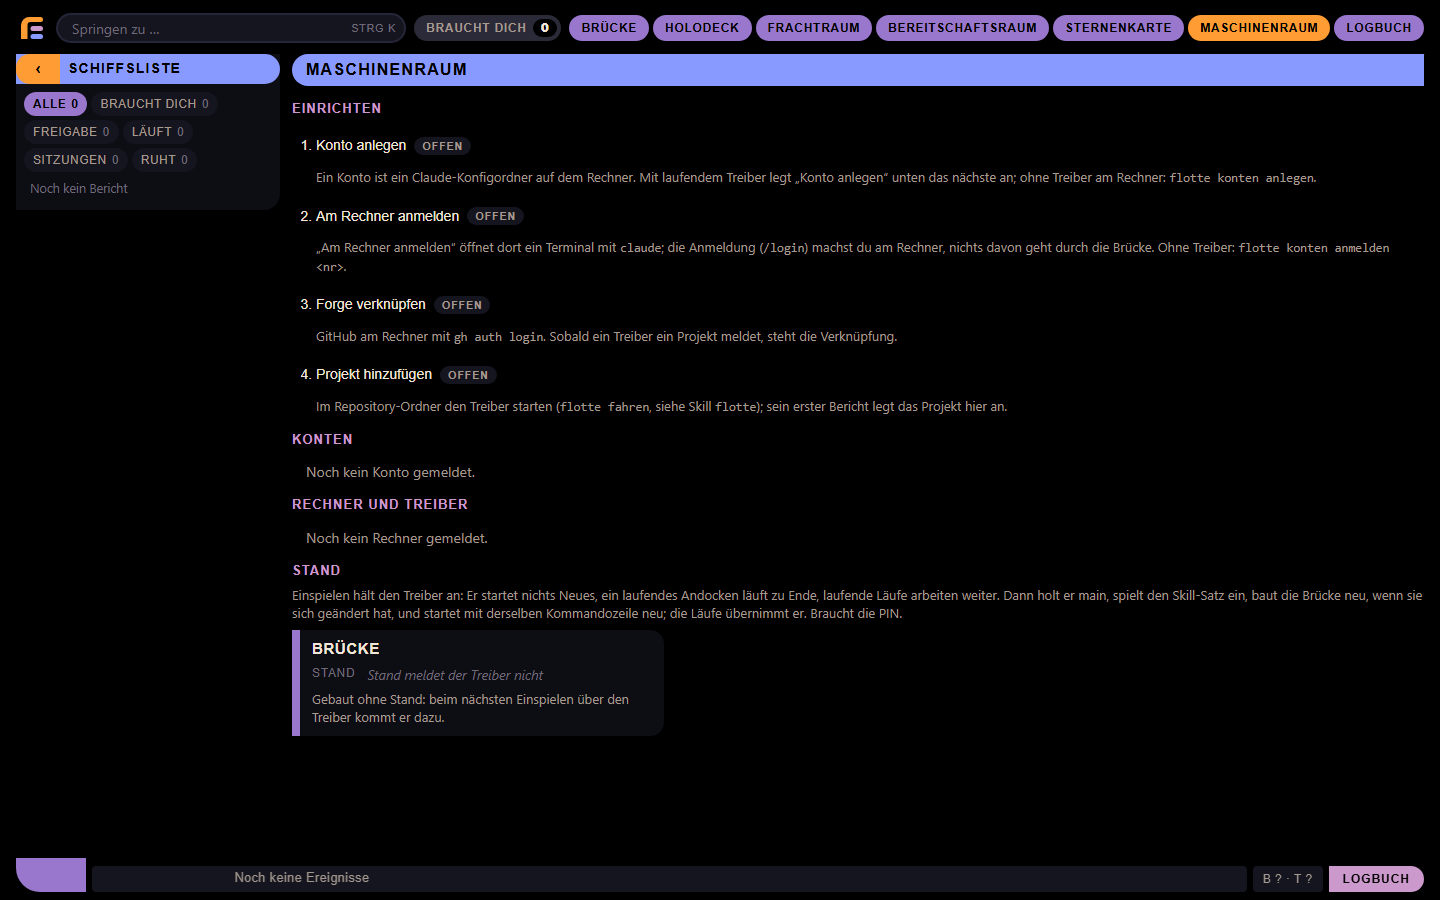 Springen zu ... STRG K
BRAUCHT DICH 0
BRÜCKE
HOLODECK
FRACHTRAUM
BEREITSCHAFTSRAUM
STERNENKARTE
MASCHINENRAUM
LOGBUCH
‹ SCHIFFSLISTE
ALLE 0 BRAUCHT DICH 0
FREIGABE 0 LÄUFT 0
SITZUNGEN 0 RUHT 0
Noch kein Bericht
MASCHINENRAUM
EINRICHTEN
1. Konto anlegen OFFEN
Ein Konto ist ein Claude-Konfigordner auf dem Rechner. Mit laufendem Treiber legt „Konto anlegen“ unten das nächste an; ohne Treiber am Rechner: flotte konten anlegen.
2. Am Rechner anmelden OFFEN
„Am Rechner anmelden“ öffnet dort ein Terminal mit claude; die Anmeldung (/login) machst du am Rechner, nichts davon geht durch die Brücke. Ohne Treiber: flotte konten anmelden
<nr>.
3. Forge verknüpfen OFFEN
GitHub am Rechner mit gh auth login. Sobald ein Treiber ein Projekt meldet, steht die Verknüpfung.
4. Projekt hinzufügen OFFEN
Im Repository-Ordner den Treiber starten (flotte fahren, siehe Skill flotte); sein erster Bericht legt das Projekt hier an.
KONTEN
Noch kein Konto gemeldet.
RECHNER UND TREIBER
Noch kein Rechner gemeldet.
STAND
Einspielen hält den Treiber an: Er startet nichts Neues, ein laufendes Andocken läuft zu Ende, laufende Läufe arbeiten weiter. Dann holt er main, spielt den Skill-Satz ein, baut die Brücke neu, wenn sie
sich geändert hat, und startet mit derselben Kommandozeile neu; die Läufe übernimmt er. Braucht die PIN.
BRÜCKE
STAND Stand meldet der Treiber nicht
Gebaut ohne Stand: beim nächsten Einspielen über den
Treiber kommt er dazu.
Noch keine Ereignisse
B ? · T ?
LOGBUCH